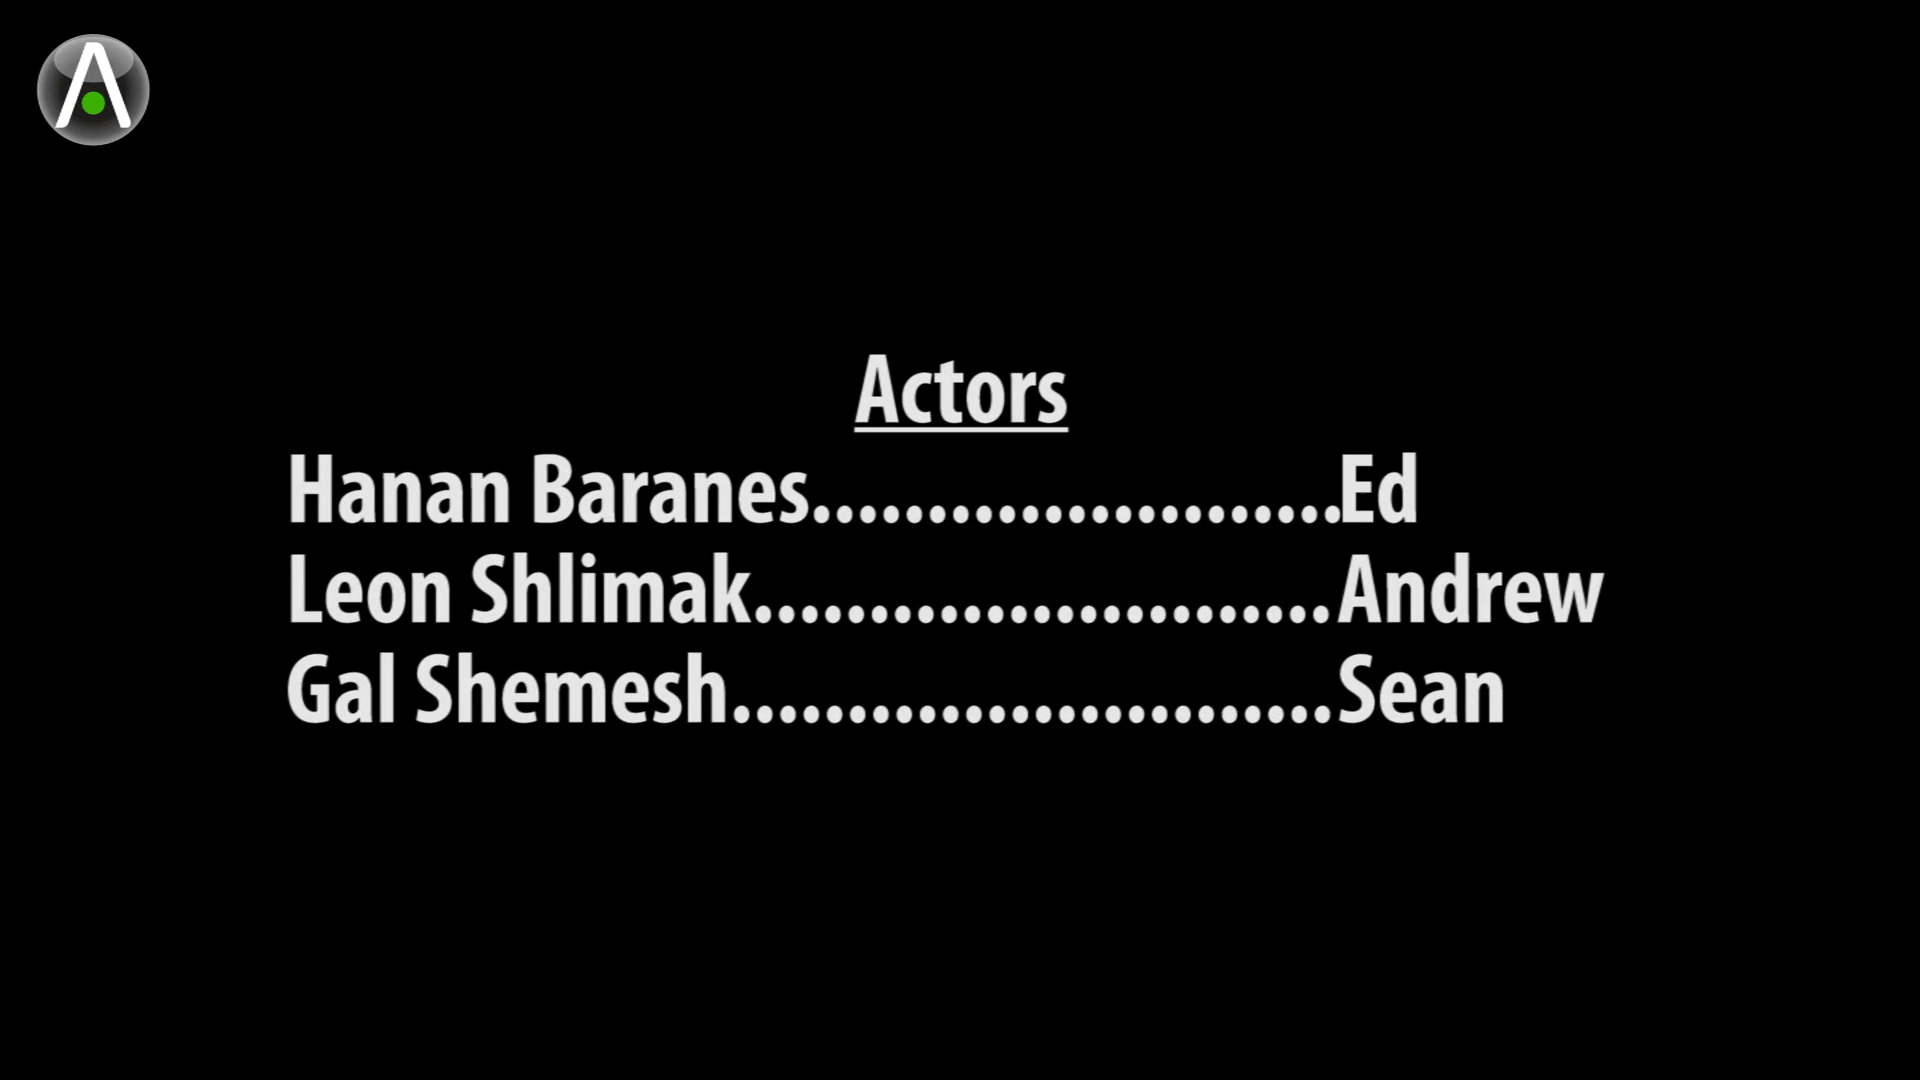 Actors
Hanan Baranes.......................Ed
Leon Shlimak.........................Andrew
Gal Shemesh..........................Sean